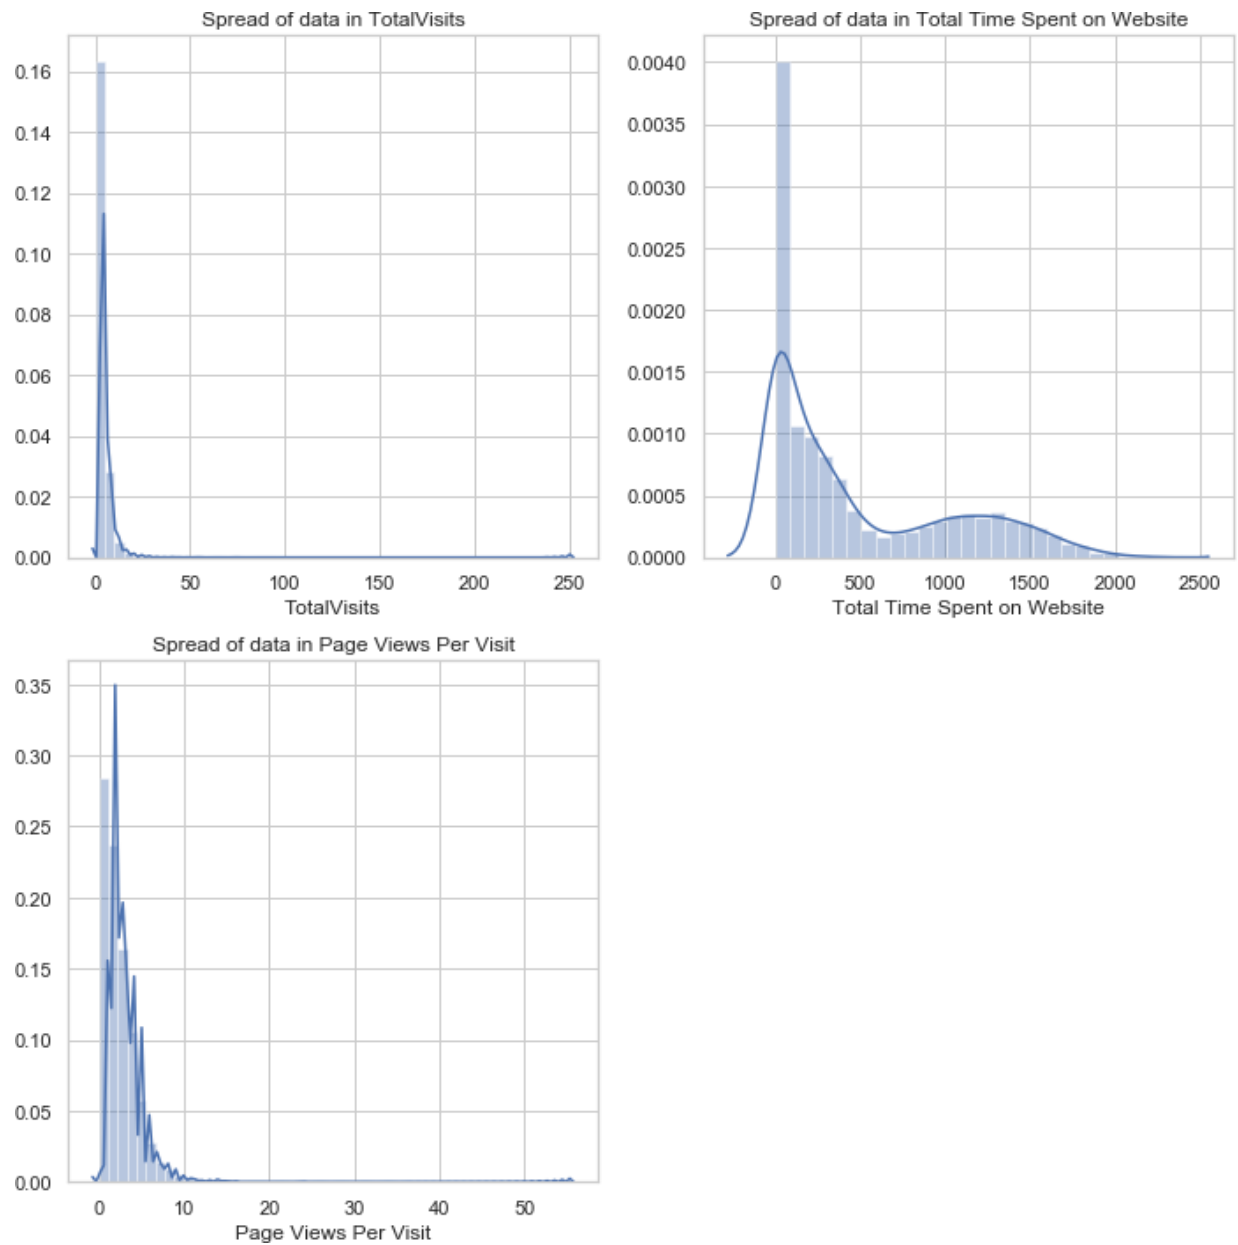 Spread of data in TotalVisits
0.16
0.14
0.12
0.10
0.08
0.06
0.04
0.02
0.00
0 50 100 150 200 250
TotalVisits
Spread of data in Total Time Spent on Website
0.0040
0.0035
0.0030
0.0025
0.0020
0.0015
0.0010
0.0005
0.0000
0 500 1000 1500 2000 2500
Total Time Spent on Website
Spread of data in Page Views Per Visit
0.35
0.30
0.25
0.20
0.15
0.10
0.05
0.00
0 10 20 30 40 50
Page Views Per Visit